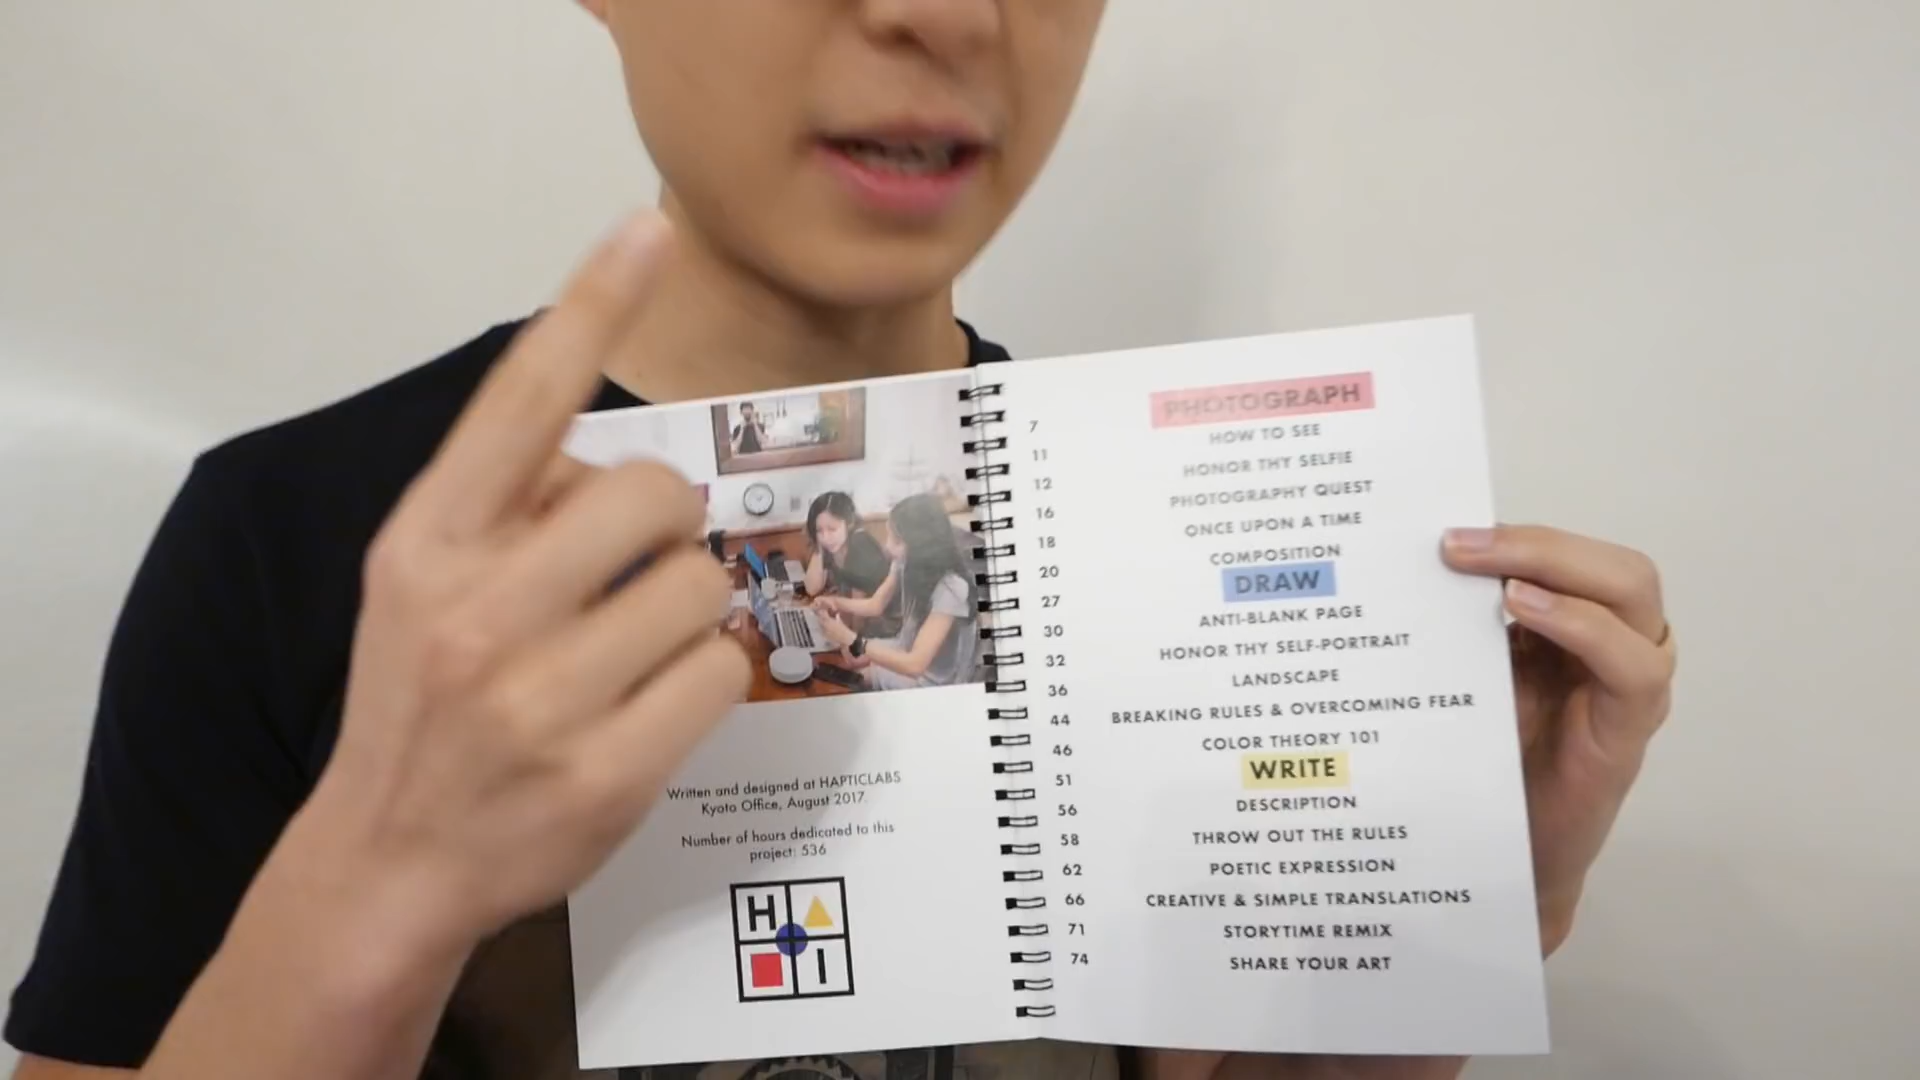 Written and designed at HAPTICLABS
Kyoto Office, August 2017.
Number of hours dedicated to this
project: 536
H
I
7 PHOTOGRAPH
11 HOW TO SEE
12 HONOR THY SELFIE
16 PHOTOGRAPHY QUEST
18 ONCE UPON A TIME
20 COMPOSITION
27 DRAW
30 ANTI-BLANK PAGE
32 HONOR THY SELF-PORTRAIT
36 LANDSCAPE
44 BREAKING RULES & OVERCOMING FEAR
46 COLOR THEORY 101
51 WRITE
56 DESCRIPTION
58 THROW OUT THE RULES
62 POETIC EXPRESSION
66 CREATIVE & SIMPLE TRANSLATIONS
71 STORYTIME REMIX
74 SHARE YOUR ART